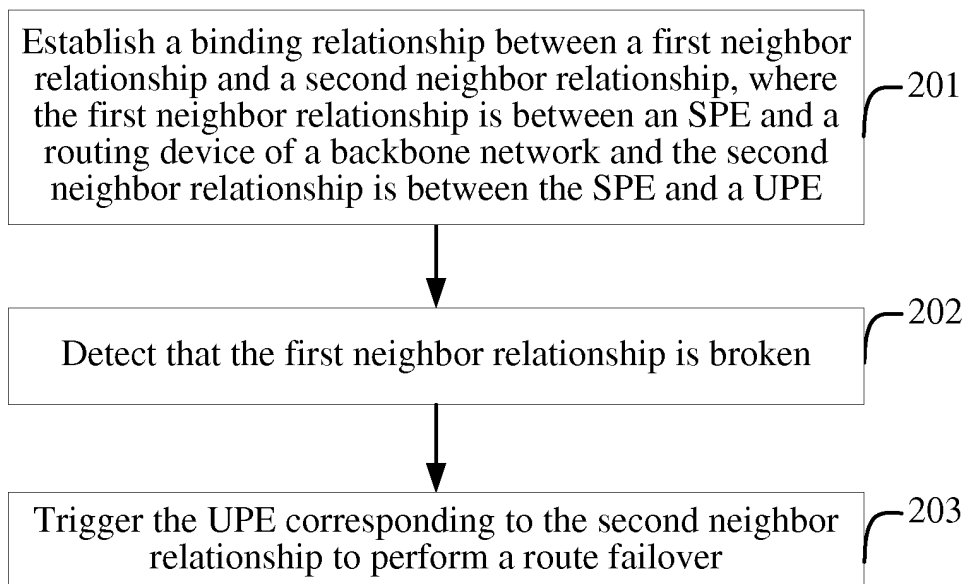 Establish a binding relationship between a first neighbor
relationship and a second neighbor relationship, where
the first neighbor relationship is between an SPE and a
routing device of a backbone network and the second
neighbor relationship is between the SPE and a UPE
201
Detect that the first neighbor relationship is broken
202
Trigger the UPE corresponding to the second neighbor
relationship to perform a route failover
203